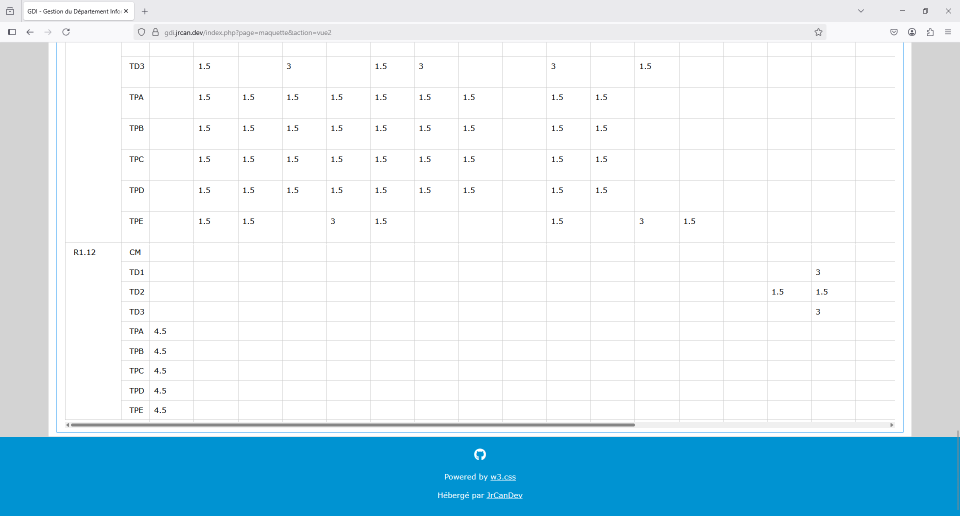 GDI - Gestion du Département Info
gdi.jrcan.dev/index.php?page=maquette&action=vue2
TD3 1.5 3 1.5 3 3 1.5
TPA 1.5 1.5 1.5 1.5 1.5 1.5 1.5 1.5 1.5
TPB 1.5 1.5 1.5 1.5 1.5 1.5 1.5 1.5 1.5
TPC 1.5 1.5 1.5 1.5 1.5 1.5 1.5 1.5 1.5
TPD 1.5 1.5 1.5 1.5 1.5 1.5 1.5 1.5 1.5
TPE 1.5 1.5 3 1.5 1.5 3 1.5
R1.12 CM
TD1 3
TD2 1.5 1.5
TD3 3
TPA 4.5
TPB 4.5
TPC 4.5
TPD 4.5
TPE 4.5
Powered by w3.css
Hébergé par JrCanDev